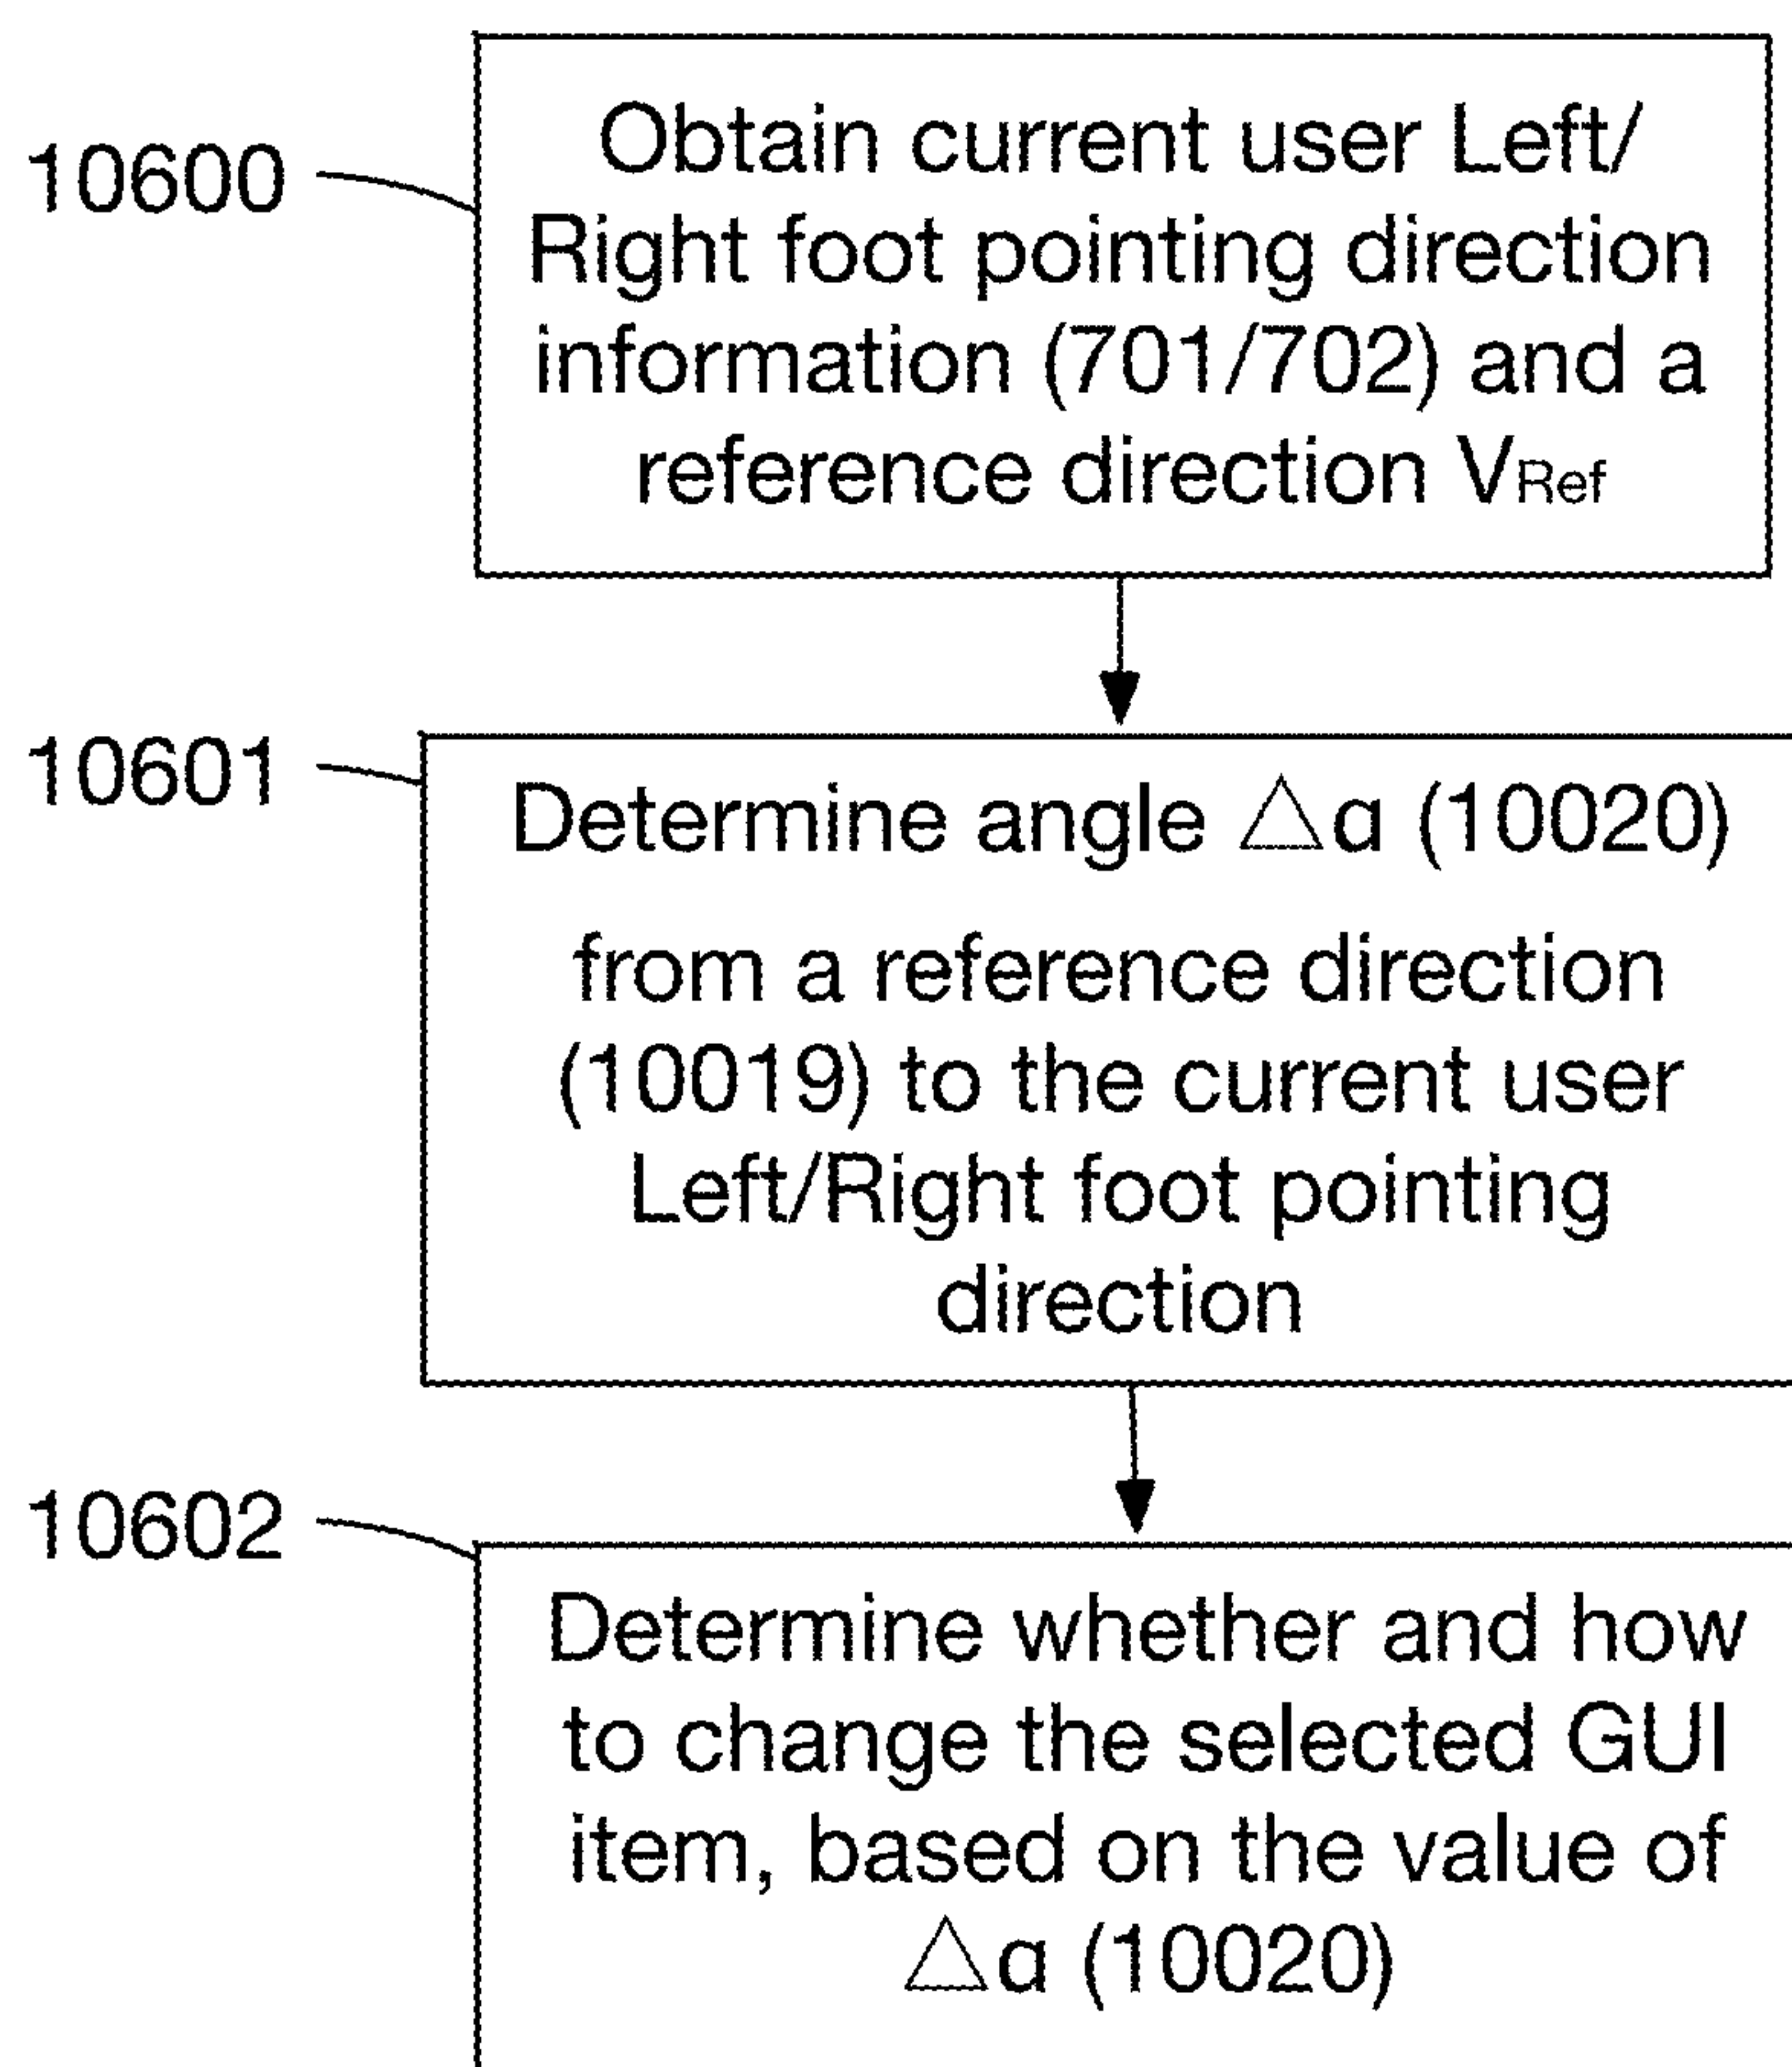 10600
Obtain current user Left/
Right foot pointing direction
information (701/702) and a
reference direction VRef
10601
Determine angle △ɑ (10020)
from a reference direction
(10019) to the current user
Left/Right foot pointing
direction
10602
Determine whether and how
to change the selected GUI
item, based on the value of
△ɑ (10020)